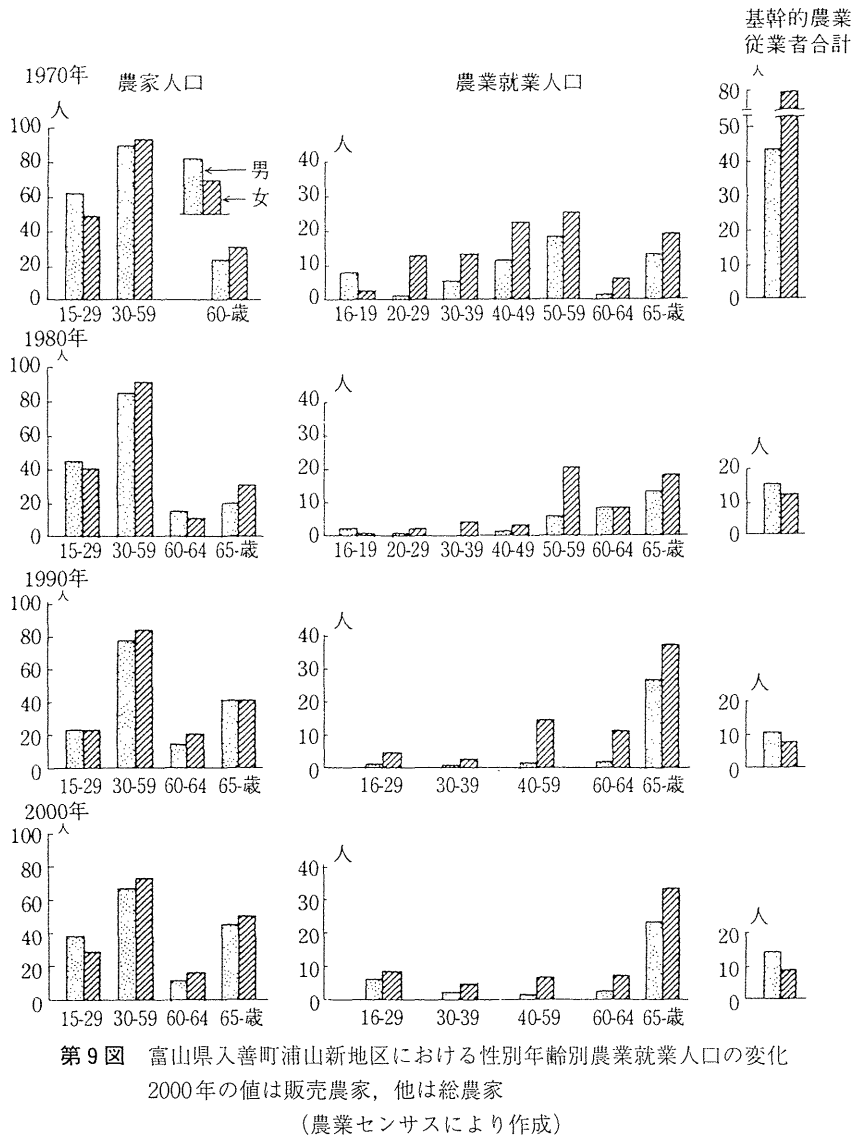 基幹的農業
従業者合計
1970年 農家人口 農業就業人口
人 人 人
100 80 60 40 20 0
男
女
15-29 30-59 60-歳
40 30 20 10 0
16-19 20-29 30-39 40-49 50-59 60-64 65-歳
80 50 40 30 20 10 0
1980年
人 人 人
100 80 60 40 20 0
15-29 30-59 60-64 65-歳
40 30 20 10 0
16-19 20-29 30-39 40-49 50-59 60-64 65-歳
20 10 0
1990年
人 人 人
100 80 60 40 20 0
15-29 30-59 60-64 65-歳
40 30 20 10 0
16-29 30-39 40-59 60-64 65-歳
20 10 0
2000年
人 人 人
100 80 60 40 20 0
15-29 30-59 60-64 65-歳
40 30 20 10 0
16-29 30-39 40-59 60-64 65-歳
20 10 0
第9図 富山県入善町浦山新地区における性別年齢別農業就業人口の変化
2000年の値は販売農家，他は総農家
(農業センサスにより作成)